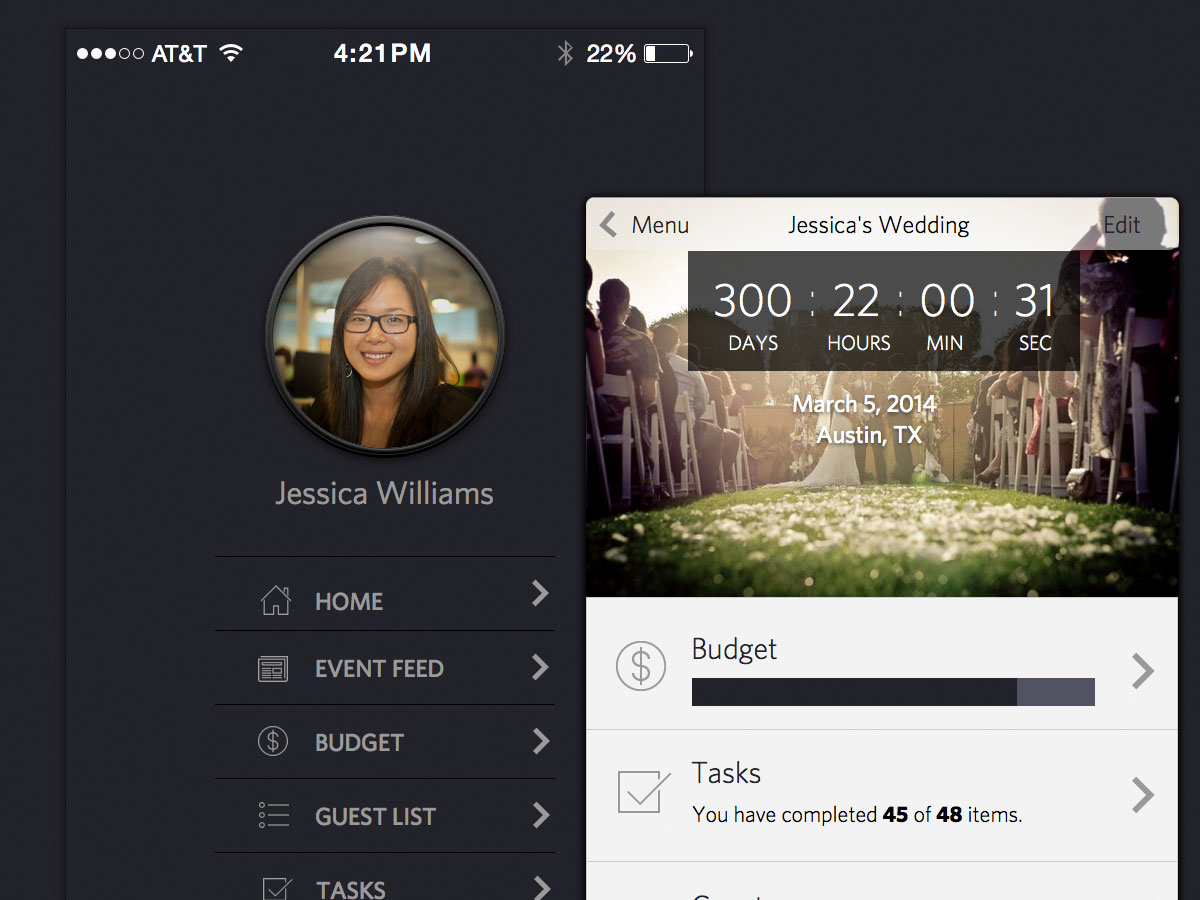 AT&T 4:21PM 22%
Jessica Williams
HOME
EVENT FEED
$ BUDGET
GUEST LIST
TASKS
Menu Jessica's Wedding Edit
300 : 22 : 00 : 31
DAYS HOURS MIN SEC
March 5, 2014
Austin, TX
$ Budget
Tasks
You have completed 45 of 48 items.